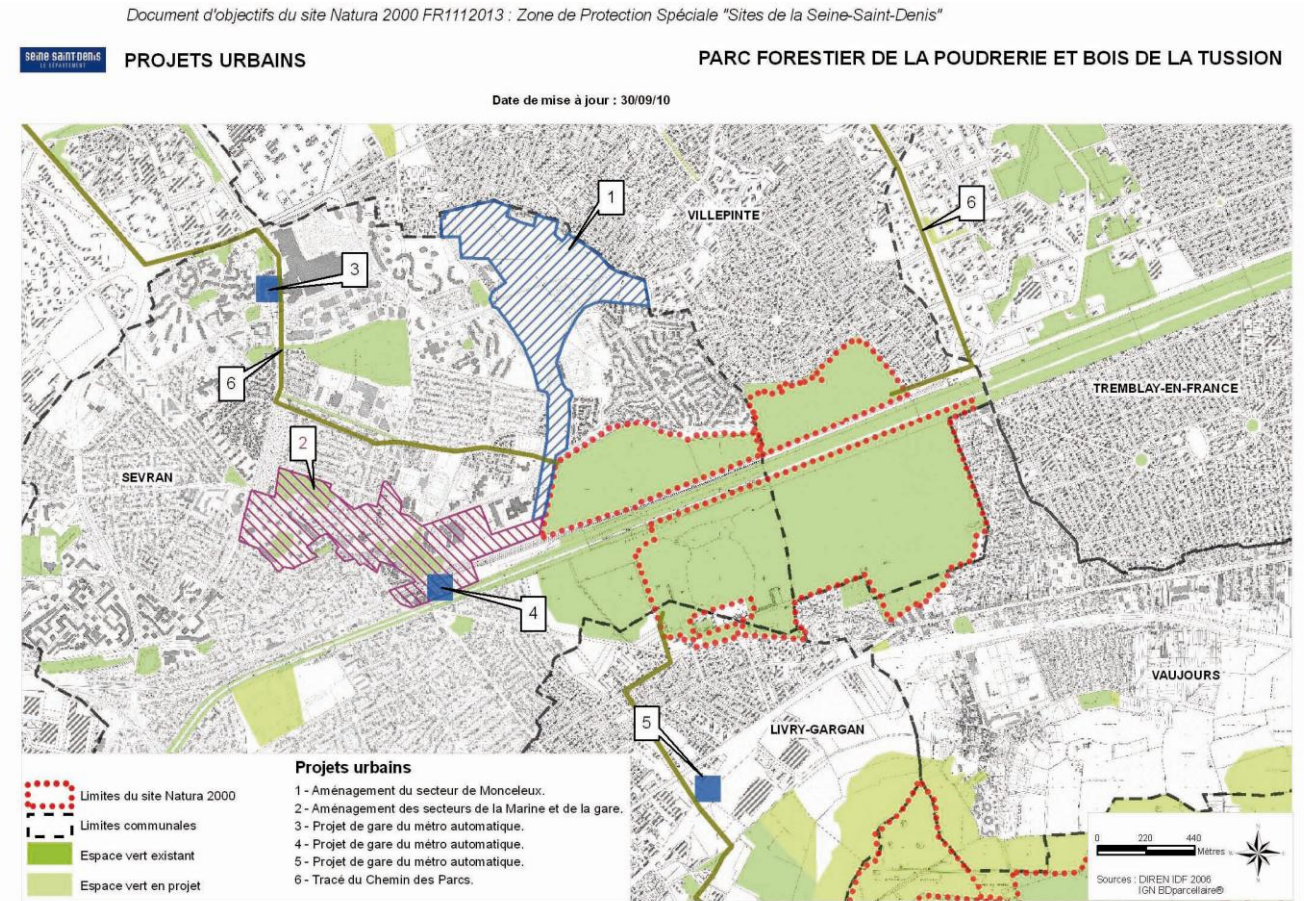 Document d'objectifs du site Natura 2000 FR1112013 : Zone de Protection Spéciale "Sites de la Seine-Saint-Denis"
seine saint-denis
LE DÉPARTEMENT
PROJETS URBAINS
PARC FORESTIER DE LA POUDRERIE ET BOIS DE LA TUSSION
Date de mise à jour : 30/09/10
1
VILLEPINTE
6
3
6
TREMBLAY-EN-FRANCE
2
SEVRAN
4
VAUJOURS
5
LIVRY-GARGAN
Limites du site Natura 2000
Limites communales
Espace vert existant
Espace vert en projet
Projets urbains
1 - Aménagement du secteur de Monceleux.
2 - Aménagement des secteurs de la Marine et de la gare.
3 - Projet de gare du métro automatique.
4 - Projet de gare du métro automatique.
5 - Projet de gare du métro automatique.
6 - Tracé du Chemin des Parcs.
0 220 440
Mètres
Sources : DIREN IDF 2006
IGN BDparcellaire®